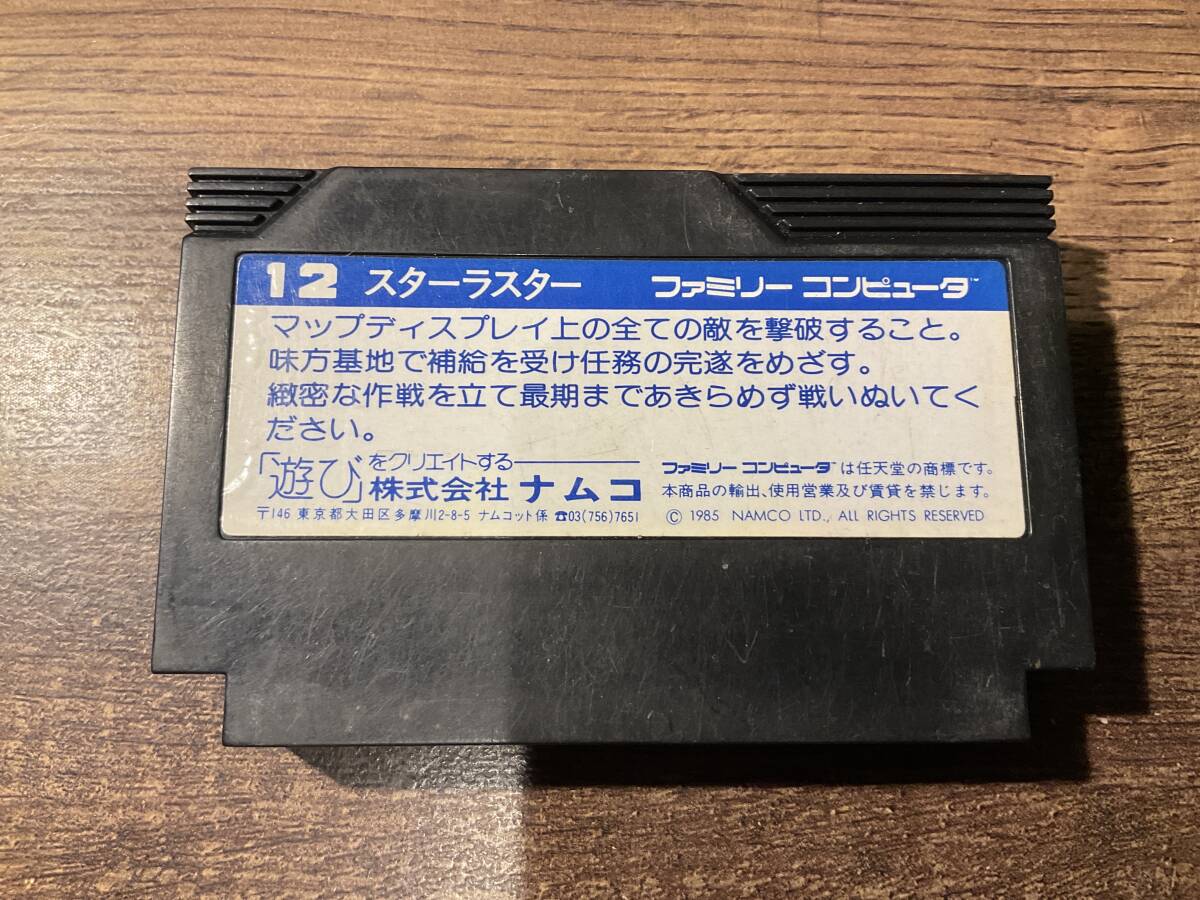 12 スターラスター ファミリー コンピュータ™
マップディスプレイ上の全ての敵を撃破すること。
味方基地で補給を受け任務の完遂をめざす。
緻密な作戦を立て最期まであきらめず戦いぬいてく
ださい。
「遊び」をクリエイトする
株式会社 ナムコ
〒146 東京都大田区多摩川2-8-5 ナムコット係 ☎03(756)7651
ファミリー コンピュータ™は任天堂の商標です。
本商品の輸出、使用営業及び賃貸を禁じます。
© 1985 NAMCO LTD., ALL RIGHTS RESERVED